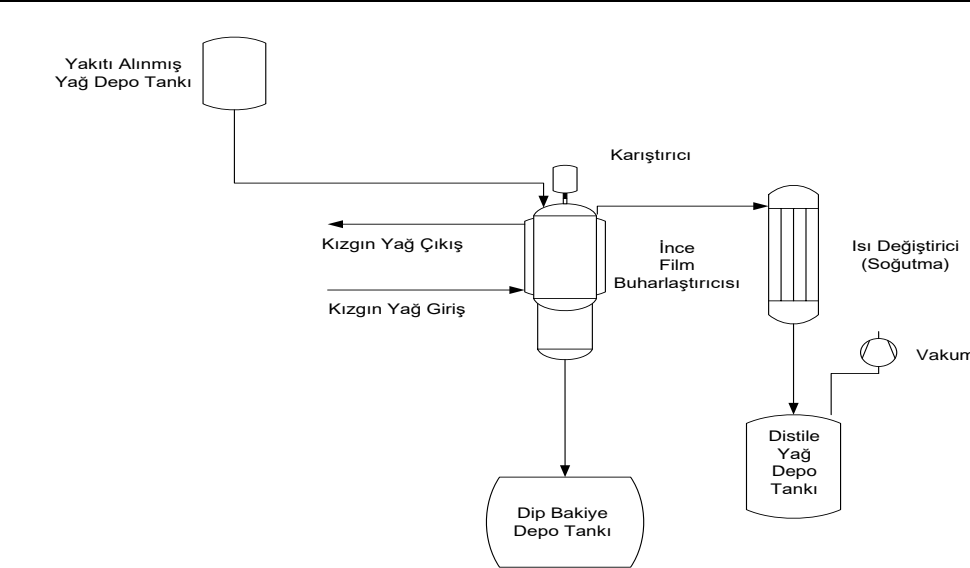 Yakıtı Alınmış
Yağ Depo Tankı
Karıştırıcı
Kızgın Yağ Çıkış
İnce
Film
Buharlaştırıcısı
Isı Değiştirici
(Soğutma)
Kızgın Yağ Giriş
Vakum
Distile
Yağ
Depo
Tankı
Dip Bakiye
Depo Tankı